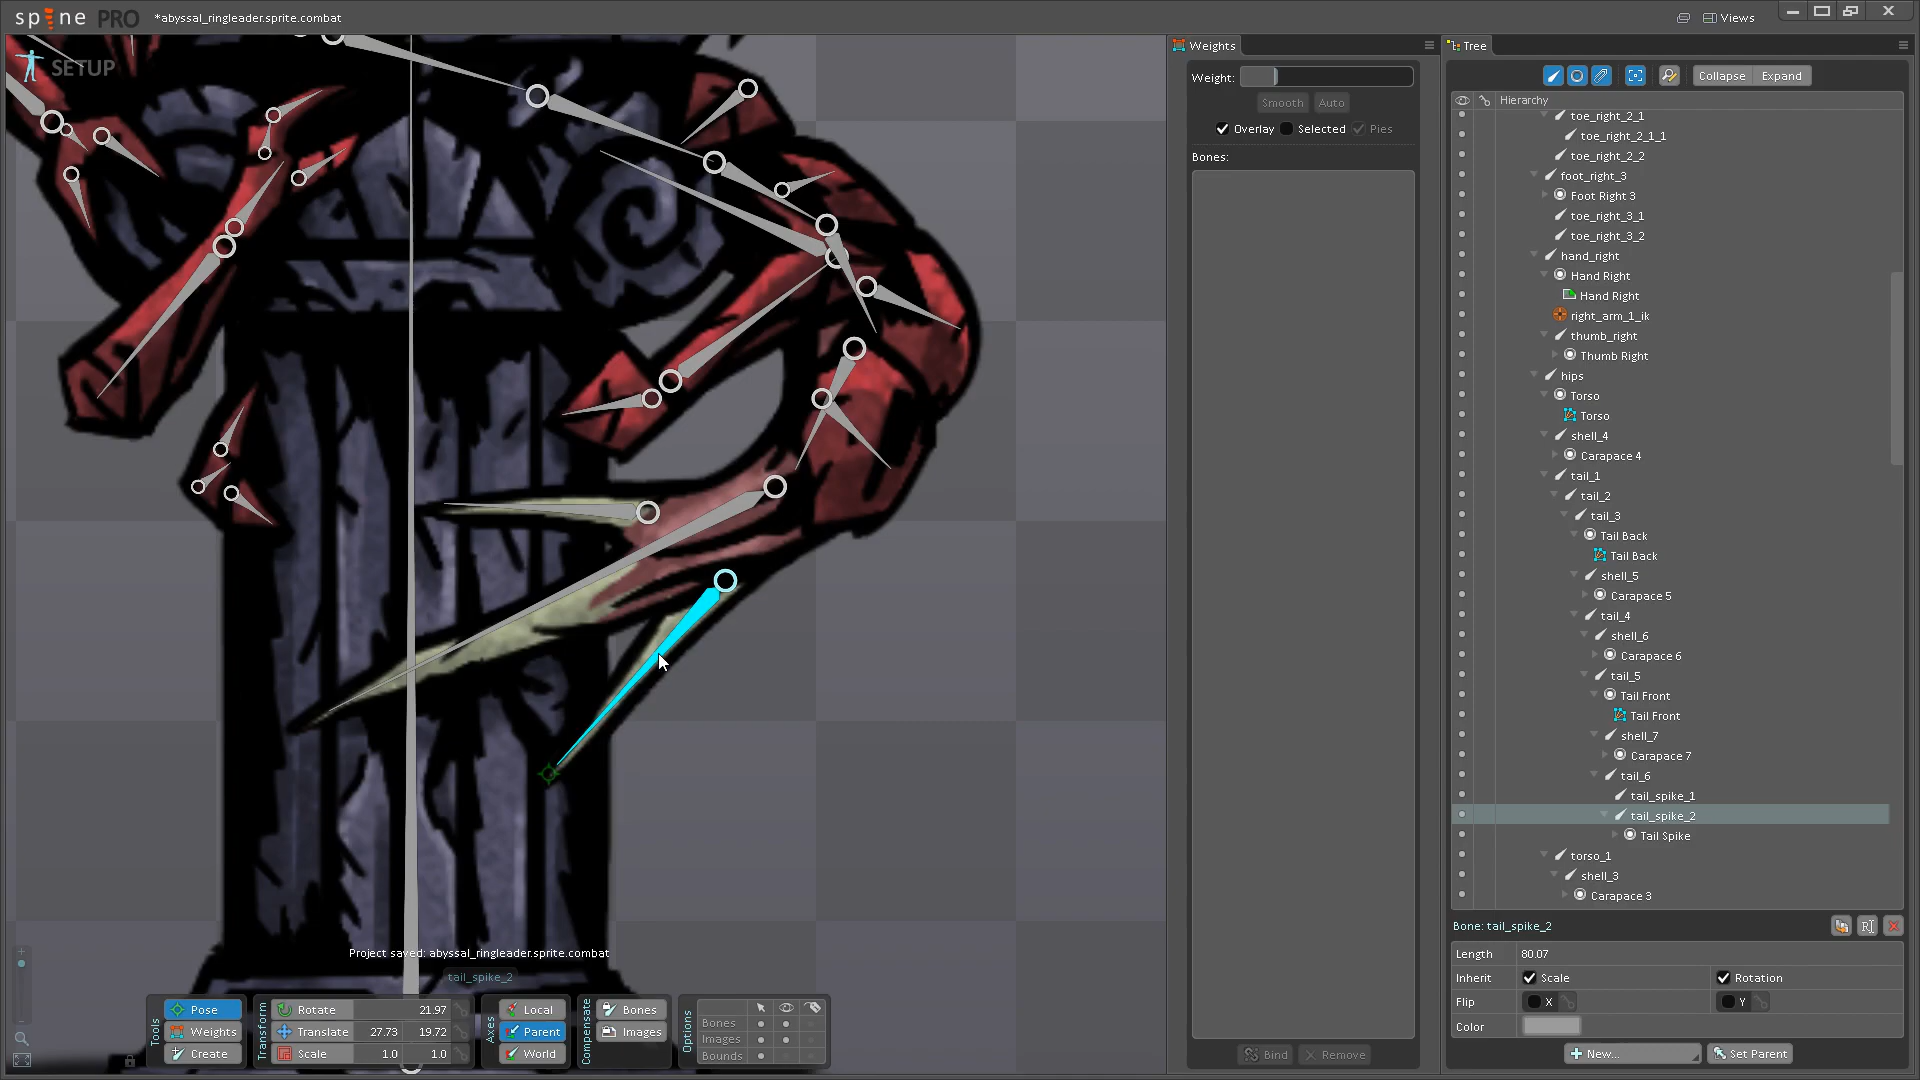 spine PRO
*abyssal_ringleader.sprite.combat
Views
SETUP
Weights
Weight:
Smooth
Auto
Overlay
Selected
Pies
Bones:
Bind
Remove
Tree
Collapse
Expand
Hierarchy
toe_right_2_1
toe_right_2_1_1
toe_right_2_2
foot_right_3
Foot Right 3
toe_right_3_1
toe_right_3_2
hand_right
Hand Right
Hand Right
right_arm_1_ik
thumb_right
Thumb Right
hips
Torso
Torso
shell_4
Carapace 4
tail_1
tail_2
tail_3
Tail Back
Tail Back
shell_5
Carapace 5
tail_4
shell_6
Carapace 6
tail_5
Tail Front
Tail Front
shell_7
Carapace 7
tail_6
tail_spike_1
tail_spike_2
Tail Spike
torso_1
shell_3
Carapace 3
Bone: tail_spike_2
Length 80.07
Inherit Scale Rotation
Flip X Y
Color
New...
Set Parent
Project saved: abyssal_ringleader.sprite.combat
tail_spike_2
Tools
Pose
Weights
Create
Transform
Rotate 21.97
Translate 27.73 19.72
Scale 1.0 1.0
Axes
Local
Parent
World
Compensate
Bones
Images
Options
Bones
Images
Bounds